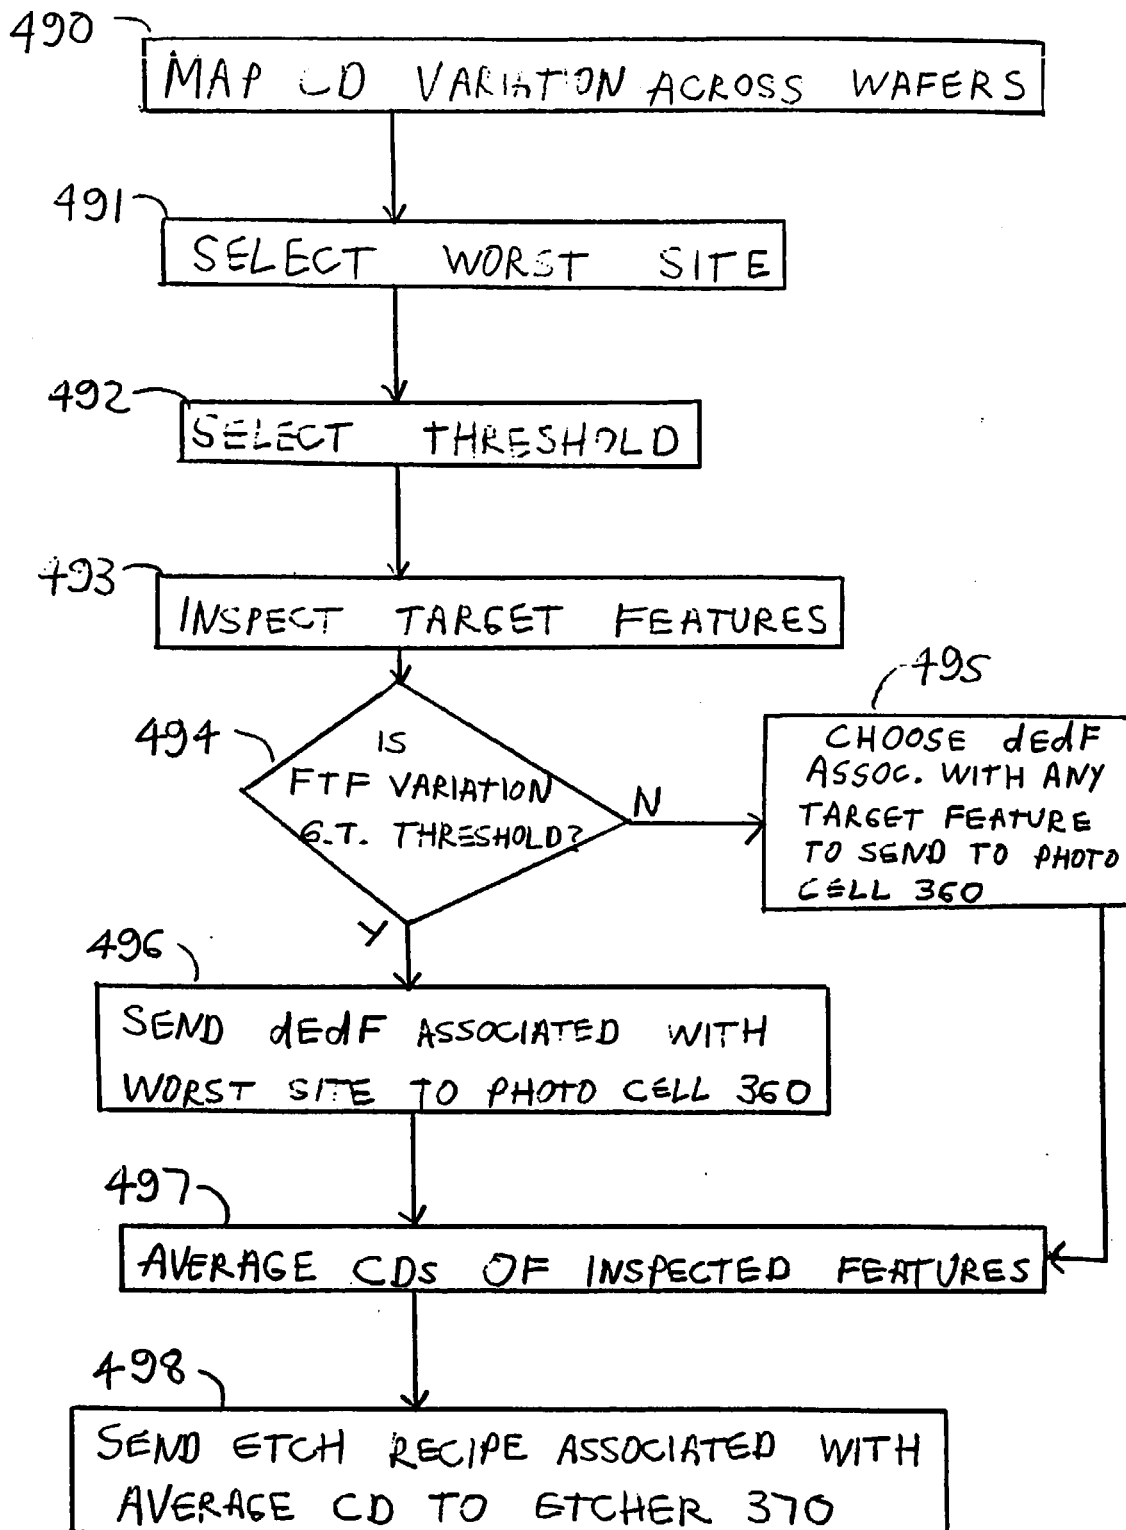 490
MAP CD VARIATION ACROSS WAFERS
491
SELECT WORST SITE
492
SELECT THRESHOLD
493
INSPECT TARGET FEATURES
494
IS
FTF VARIATION
G.T. THRESHOLD?
N
Y
495
CHOOSE dEdF
ASSOC. WITH ANY
TARGET FEATURE
TO SEND TO PHOTO
CELL 360
496
SEND dEdF ASSOCIATED WITH
WORST SITE TO PHOTO CELL 360
497
AVERAGE CDs OF INSPECTED FEATURES
498
SEND ETCH RECIPE ASSOCIATED WITH
AVERAGE CD TO ETCHER 370